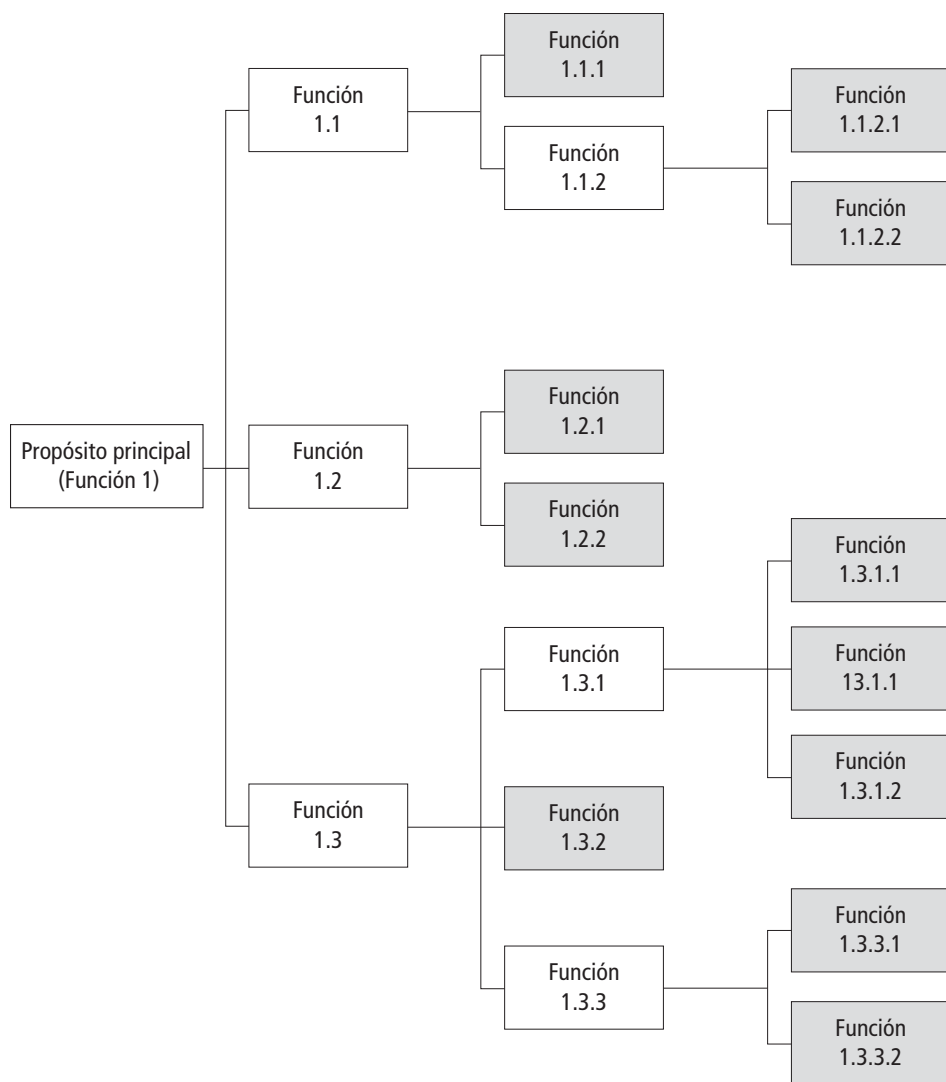 Función
1.1.1
Función
1.1
Función
1.1.2.1
Función
1.1.2
Función
1.1.2.2
Función
1.2.1
Propósito principal
(Función 1)
Función
1.2
Función
1.2.2
Función
1.3.1.1
Función
1.3.1
Función
13.1.1
Función
1.3.1.2
Función
1.3
Función
1.3.2
Función
1.3.3.1
Función
1.3.3
Función
1.3.3.2